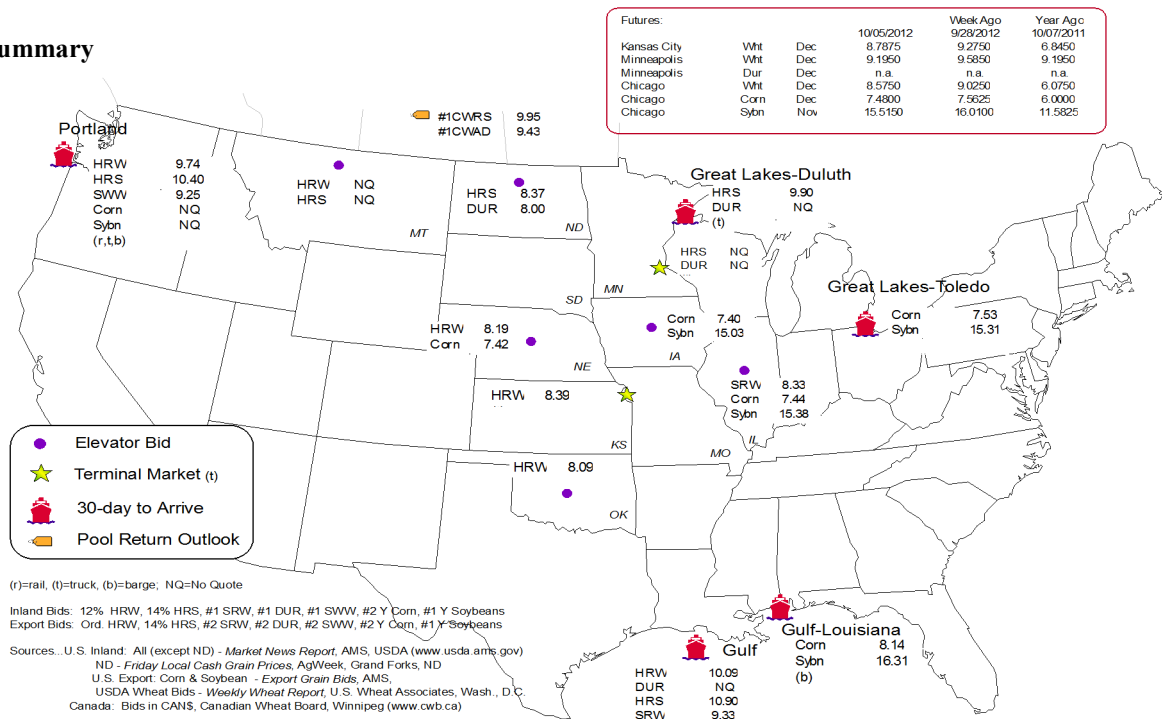 ummary
Futures: Week Ago Year Ago
10/05/2012 9/28/2012 10/07/2011
Kansas City Wht Dec 8.7875 9.2750 6.8450
Minneapolis Wht Dec 9.1950 9.5850 9.1950
Minneapolis Dur Dec n.a. n.a. n.a.
Chicago Wht Dec 8.5750 9.0250 6.0750
Chicago Corn Dec 7.4800 7.5625 6.0000
Chicago Sybn Nov 15.5150 16.0100 11.5825
#1CWRS 9.95
#1CWAD 9.43
Portland
HRW 9.74
HRS 10.40
SWW 9.25
Corn NQ
Sybn NQ
(r,t,b)
HRW NQ
HRS NQ
MT
HRS 8.37
DUR 8.00
ND
Great Lakes-Duluth
HRS 9.90
DUR NQ
(t)
HRS NQ
DUR NQ
MN
SD
Great Lakes-Toledo
Corn 7.53
Sybn 15.31
HRW 8.19
Corn 7.42
NE
Corn 7.40
Sybn 15.03
IA
SRW 8.33
Corn 7.44
Sybn 15.38
IL
HRW 8.39
KS
MO
HRW 8.09
OK
Elevator Bid
Terminal Market (t)
30-day to Arrive
Pool Return Outlook
(r)=rail, (t)=truck, (b)=barge; NQ=No Quote
Inland Bids: 12% HRW, 14% HRS, #1 SRW, #1 DUR, #1 SWW, #2 Y Corn, #1 Y Soybeans
Export Bids: Ord. HRW, 14% HRS, #2 SRW, #2 DUR, #2 SWW, #2 Y Corn, #1 Y Soybeans
Sources...U.S. Inland: All (except ND) - Market News Report, AMS, USDA (www.usda.ams.gov)
ND - Friday Local Cash Grain Prices, AgWeek, Grand Forks, ND
U.S. Export: Corn & Soybean - Export Grain Bids, AMS,
USDA Wheat Bids - Weekly Wheat Report, U.S. Wheat Associates, Wash., D.C.
Canada: Bids in CAN$, Canadian Wheat Board, Winnipeg (www.cwb.ca)
Gulf-Louisiana
Corn 8.14
Sybn 16.31
(b)
Gulf
HRW 10.09
DUR NQ
HRS 10.90
SRW 9.33